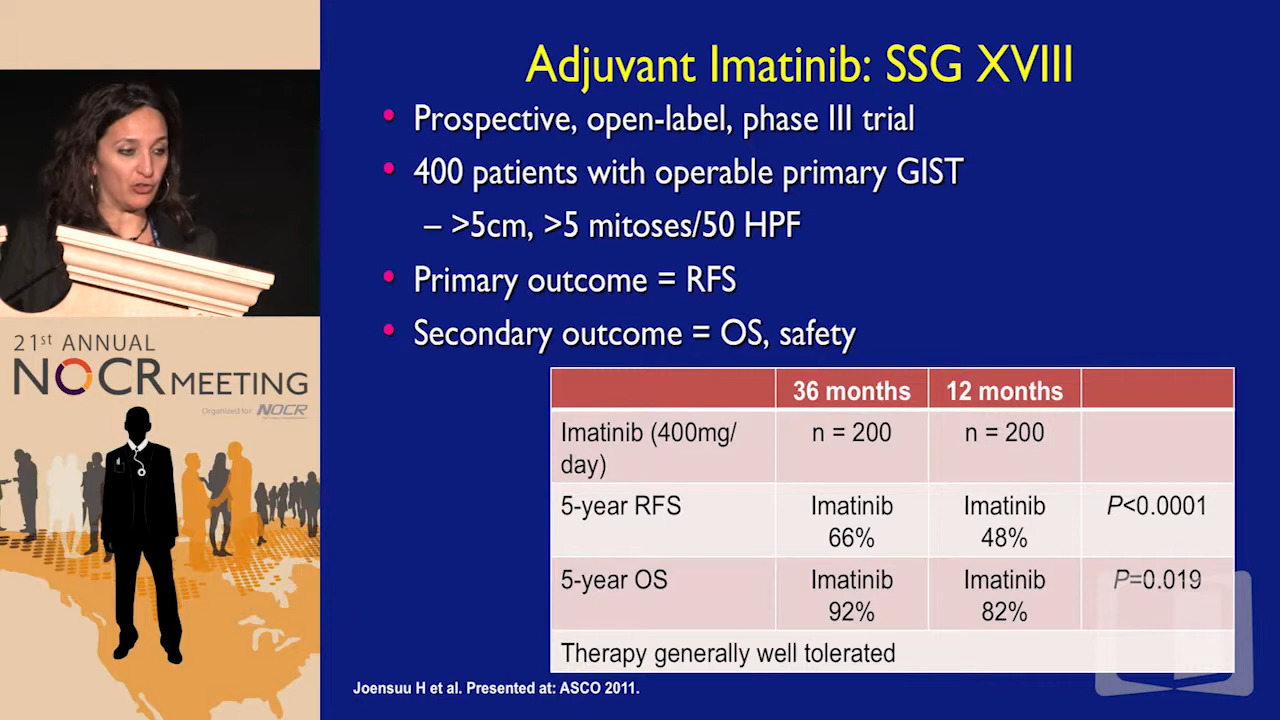 Adjuvant Imatinib: SSG XVIII
• Prospective, open-label, phase III trial
• 400 patients with operable primary GIST
– >5cm, >5 mitoses/50 HPF
• Primary outcome = RFS
• Secondary outcome = OS, safety
36 months 12 months
Imatinib (400mg/
day) n = 200 n = 200
5-year RFS Imatinib
66% Imatinib
48% P<0.0001
5-year OS Imatinib
92% Imatinib
82% P=0.019
Therapy generally well tolerated
Joensuu H et al. Presented at: ASCO 2011.
21st ANNUAL
NOCR MEETING
Organized for NOCR